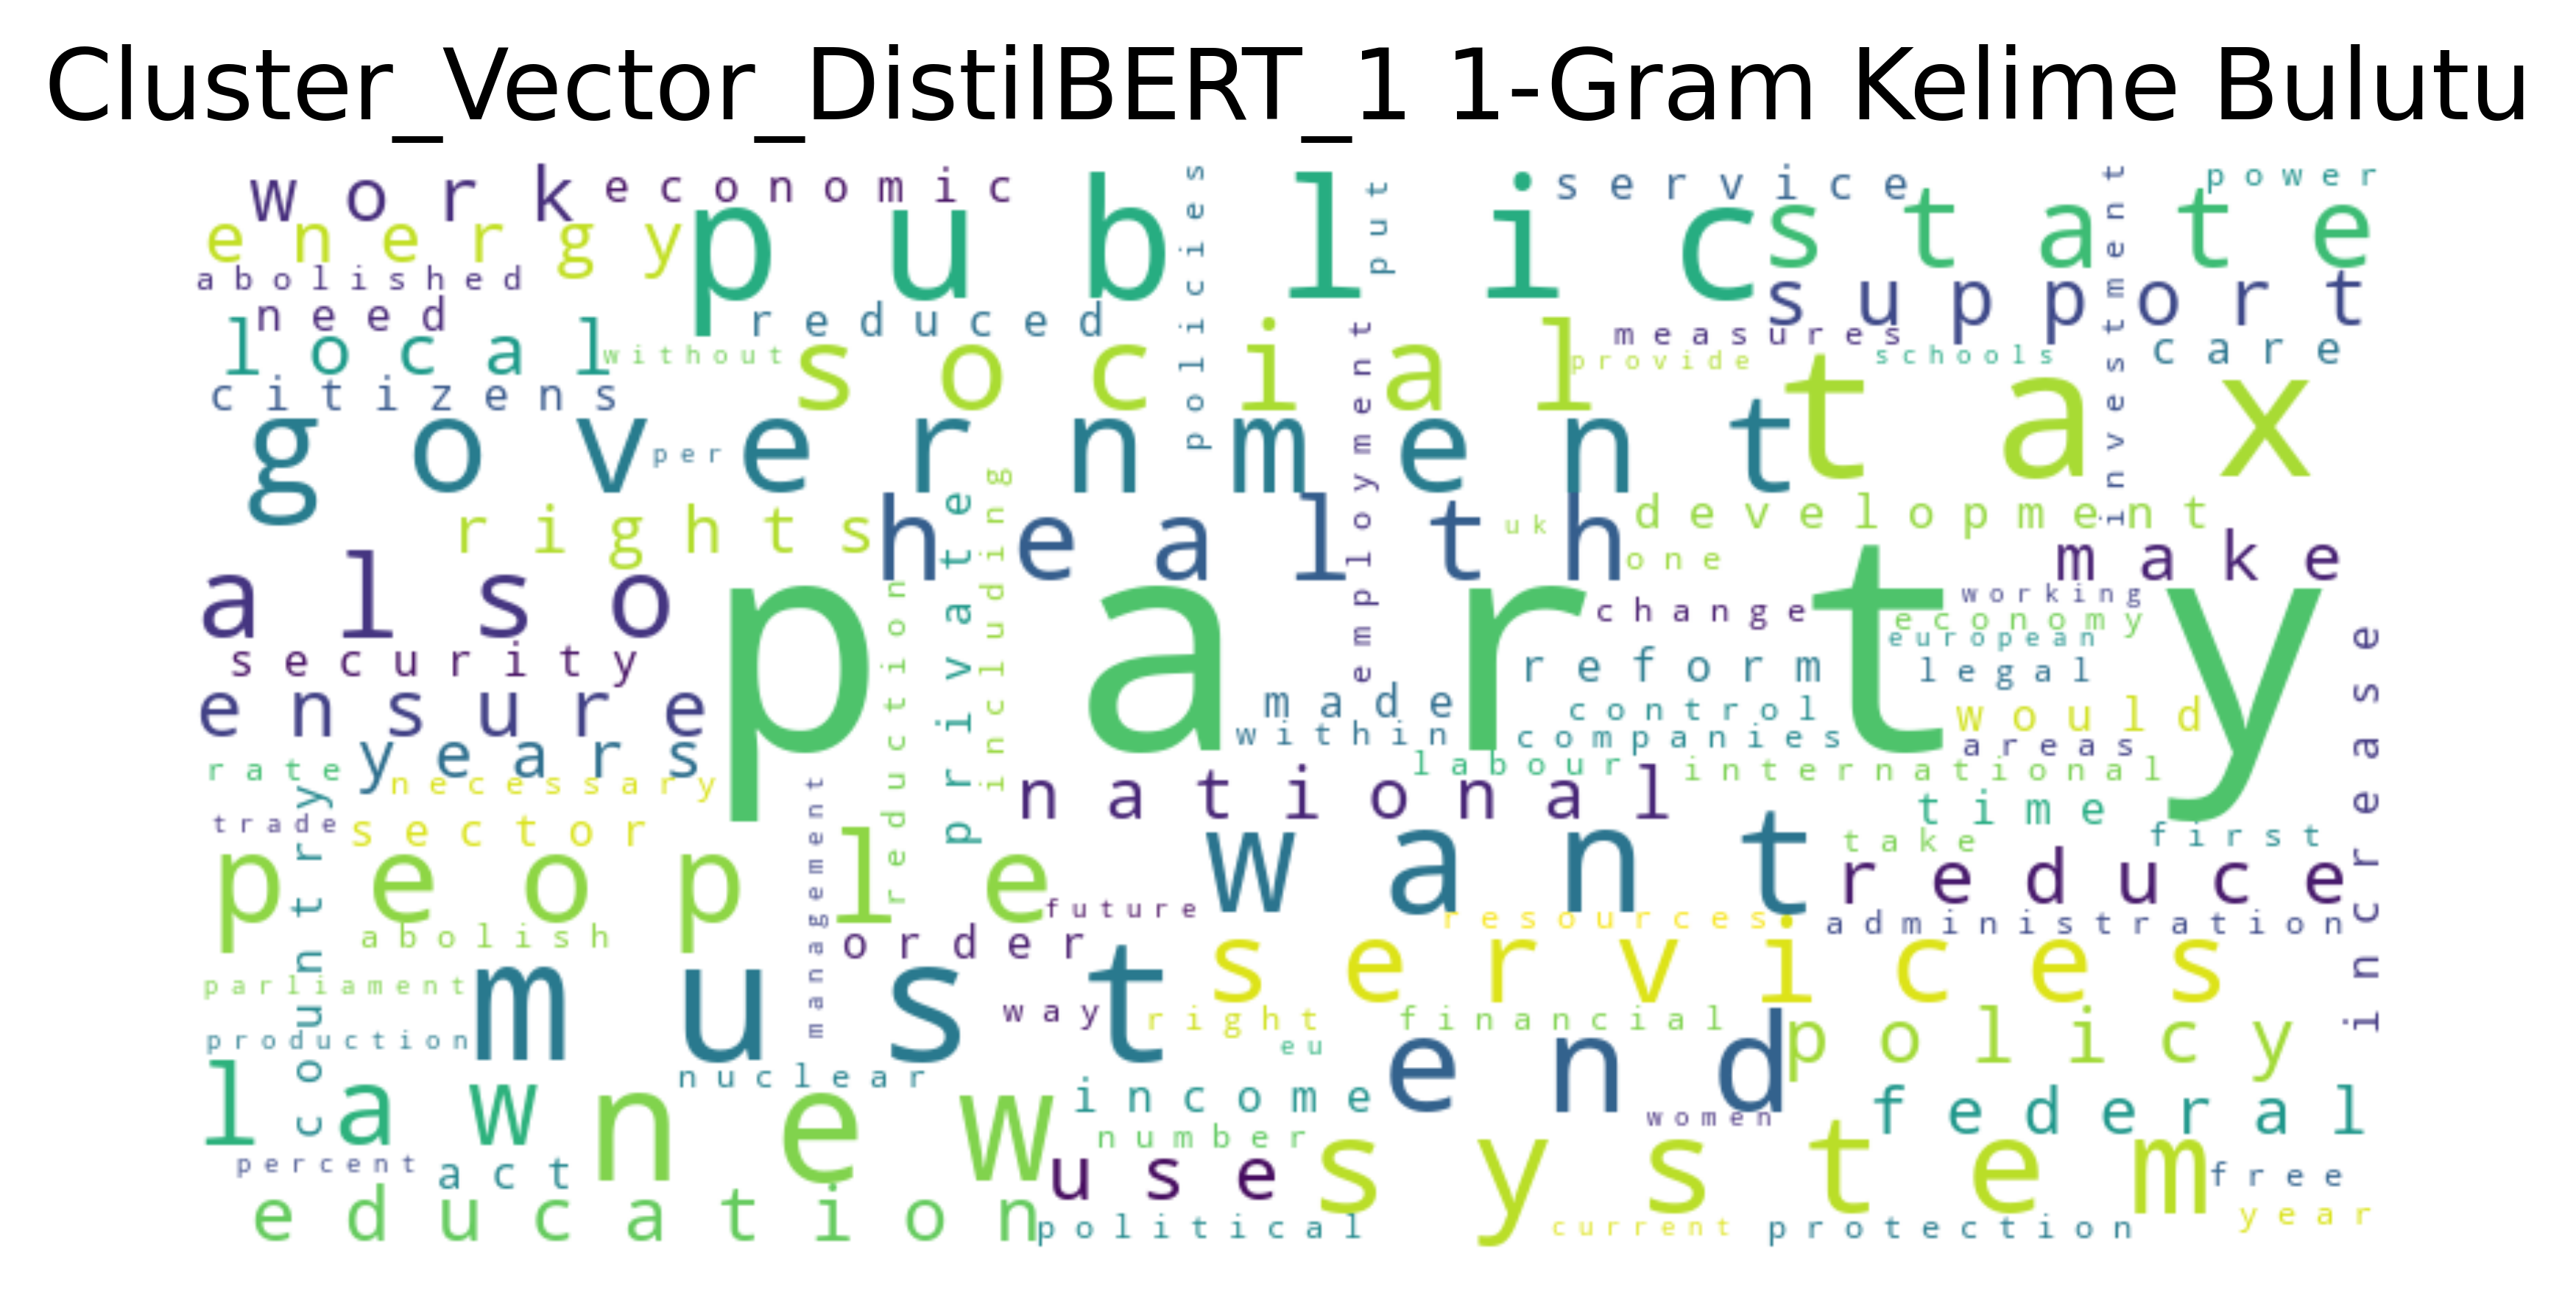 Cluster_Vector_DistilBERT_1 1-Gram Kelime Bulutu
work
economic
public
policies
put
service
state
investment
power
energy
abolished
need
reduced
support
local
without
social
employment
measures
provide
schools
care
citizens
government
per
tax
rights
private
including
health
uk
development
one
make
also
party
reduction
change
working
economy
european
security
reform
legal
increase
ensure
made
control
would
within
companies
areas
years
labour
international
rate
necessary
management
national
time
country
trade
sector
take
first
people
want
reduce
future
resources
administration
abolish
order
services
parliament
must
way
right
financial
policy
production
eu
end
law
new
nuclear
income
women
federal
number
percent
act
use
system
free
education
political
current
protection
year